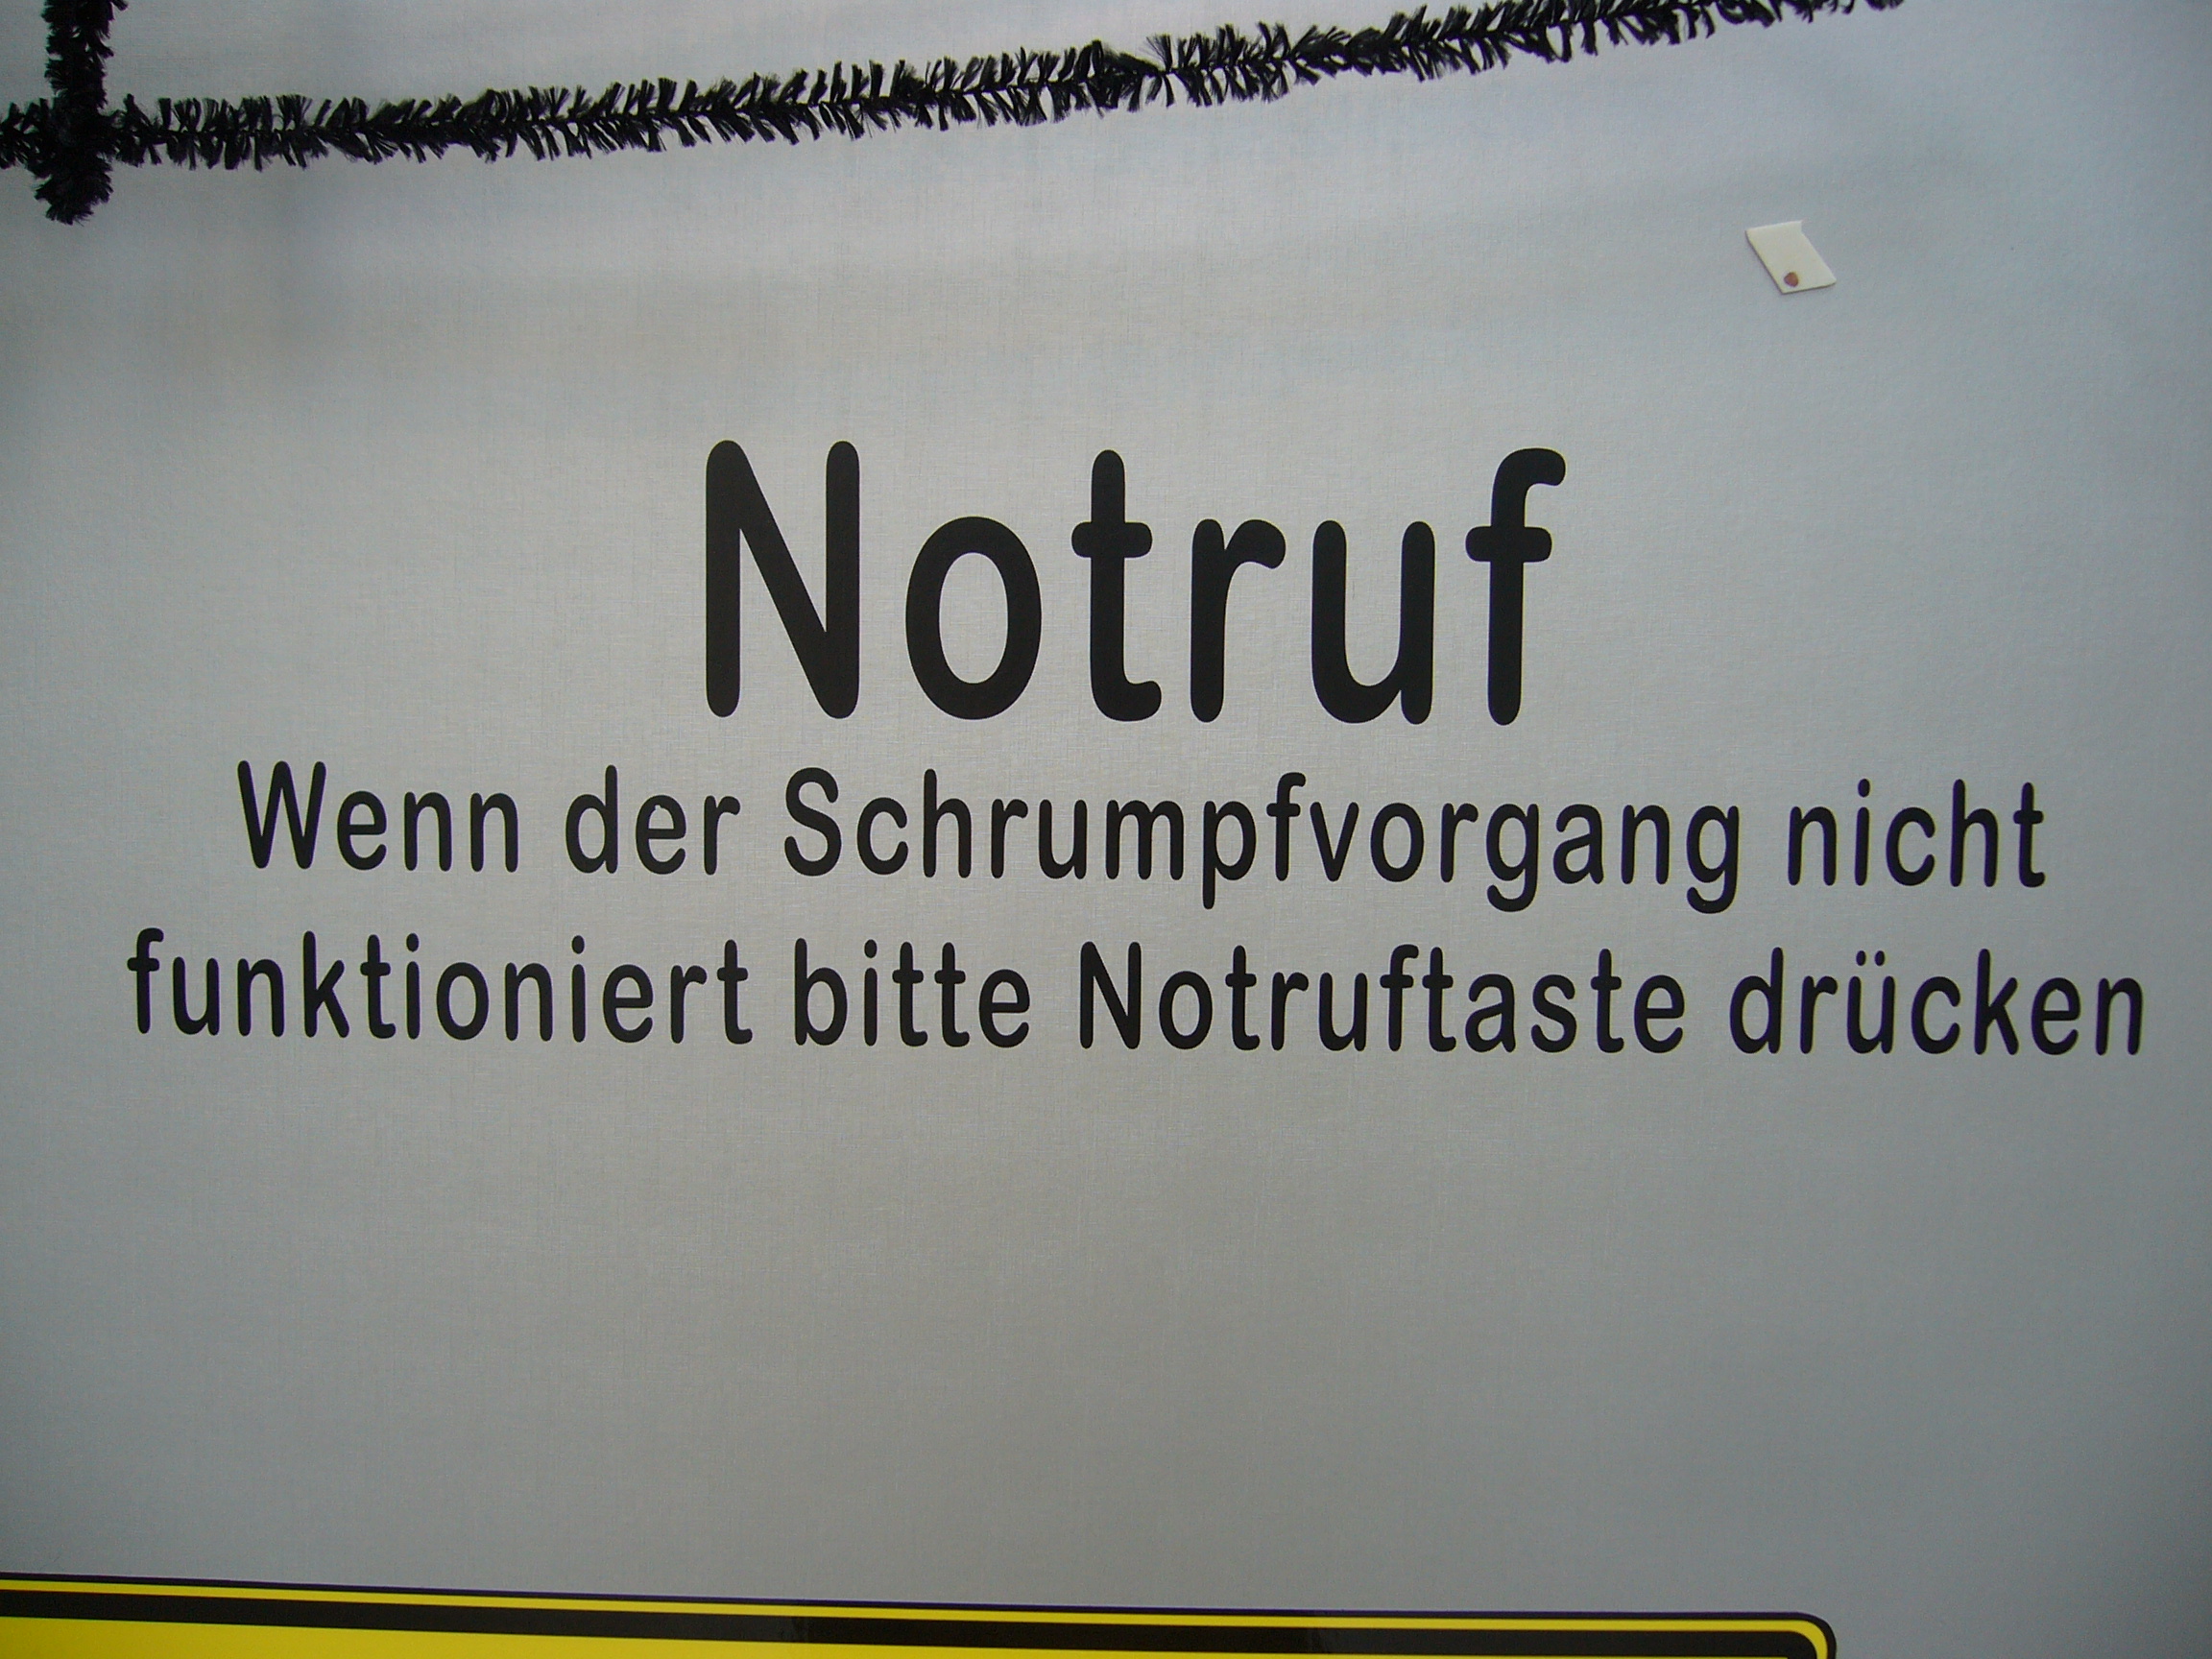 Notruf
Wenn der Schrumpfvorgang nicht
funktioniert bitte Notruftaste drücken